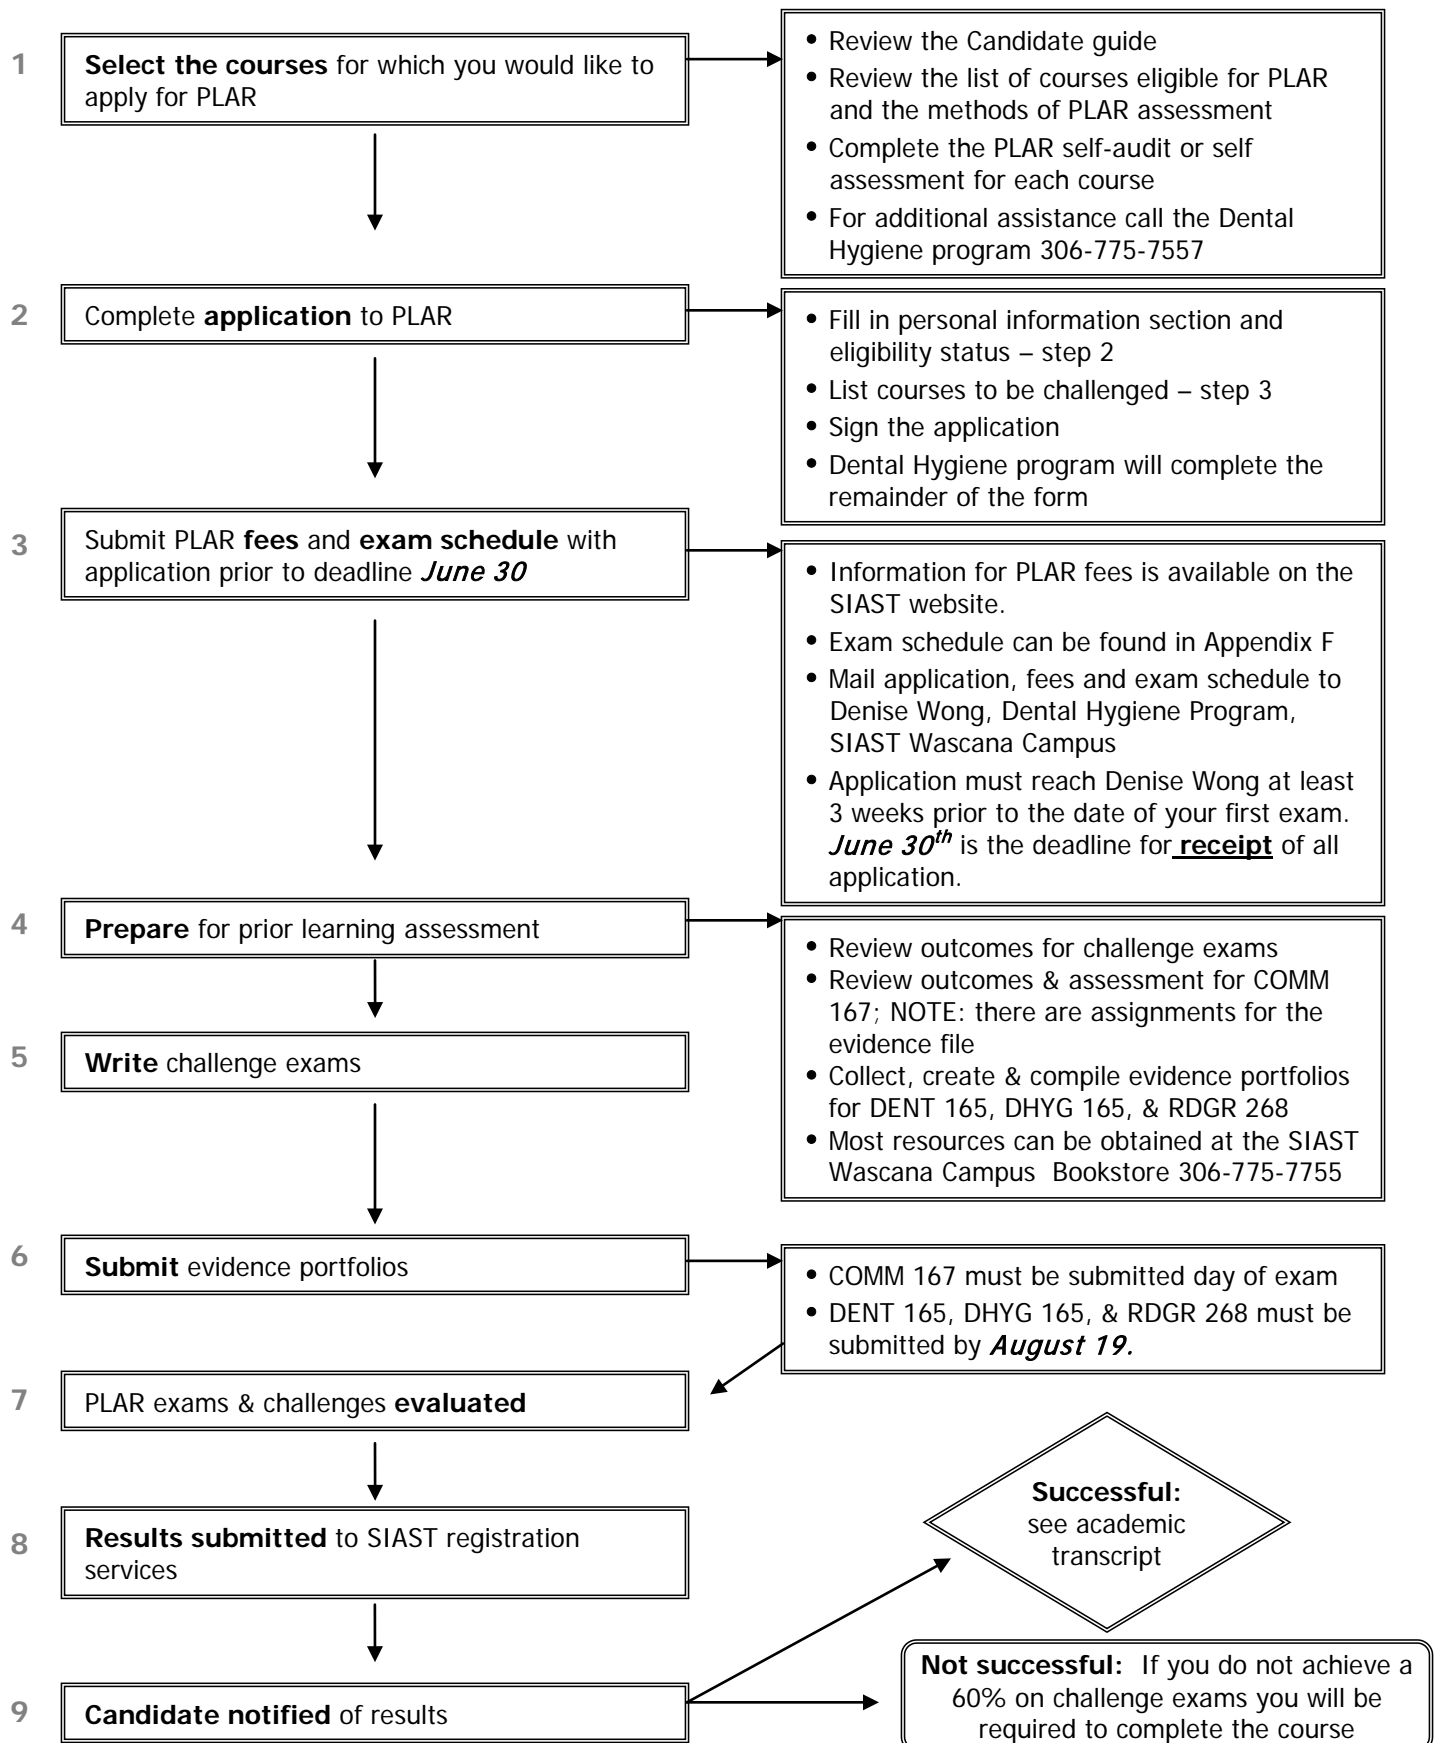 1
Select the courses for which you would like to
apply for PLAR
• Review the Candidate guide
• Review the list of courses eligible for PLAR
and the methods of PLAR assessment
• Complete the PLAR self-audit or self
assessment for each course
• For additional assistance call the Dental
Hygiene program 306-775-7557
2
Complete application to PLAR
• Fill in personal information section and
eligibility status – step 2
• List courses to be challenged – step 3
• Sign the application
• Dental Hygiene program will complete the
remainder of the form
3
Submit PLAR fees and exam schedule with
application prior to deadline June 30
• Information for PLAR fees is available on the
SIAST website.
• Exam schedule can be found in Appendix F
• Mail application, fees and exam schedule to
Denise Wong, Dental Hygiene Program,
SIAST Wascana Campus
• Application must reach Denise Wong at least
3 weeks prior to the date of your first exam.
June 30th is the deadline for receipt of all
application.
4
Prepare for prior learning assessment
• Review outcomes for challenge exams
• Review outcomes & assessment for COMM
167; NOTE: there are assignments for the
evidence file
• Collect, create & compile evidence portfolios
for DENT 165, DHYG 165, & RDGR 268
• Most resources can be obtained at the SIAST
Wascana Campus Bookstore 306-775-7755
5
Write challenge exams
6
Submit evidence portfolios
• COMM 167 must be submitted day of exam
• DENT 165, DHYG 165, & RDGR 268 must be
submitted by August 19.
7
PLAR exams & challenges evaluated
8
Results submitted to SIAST registration
services
Successful:
see academic
transcript
9
Candidate notified of results
Not successful: If you do not achieve a
60% on challenge exams you will be
required to complete the course